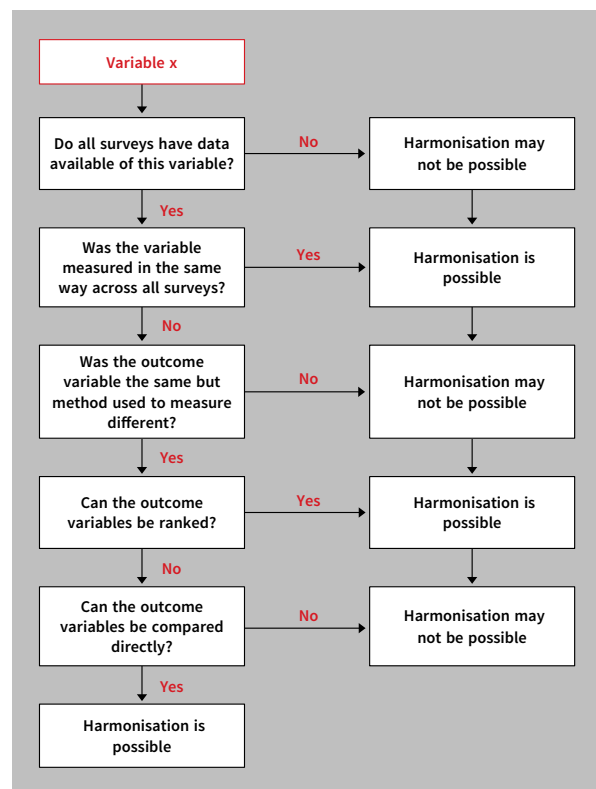 Variable x
Do all surveys have data
available of this variable?
No
Harmonisation may
not be possible
Yes
Was the variable
measured in the same
way across all surveys?
Yes
Harmonisation is
possible
No
Was the outcome
variable the same but
method used to measure
different?
No
Harmonisation may
not be possible
Yes
Can the outcome
variables be ranked?
Yes
Harmonisation is
possible
No
Can the outcome
variables be compared
directly?
No
Harmonisation may
not be possible
Yes
Harmonisation is
possible